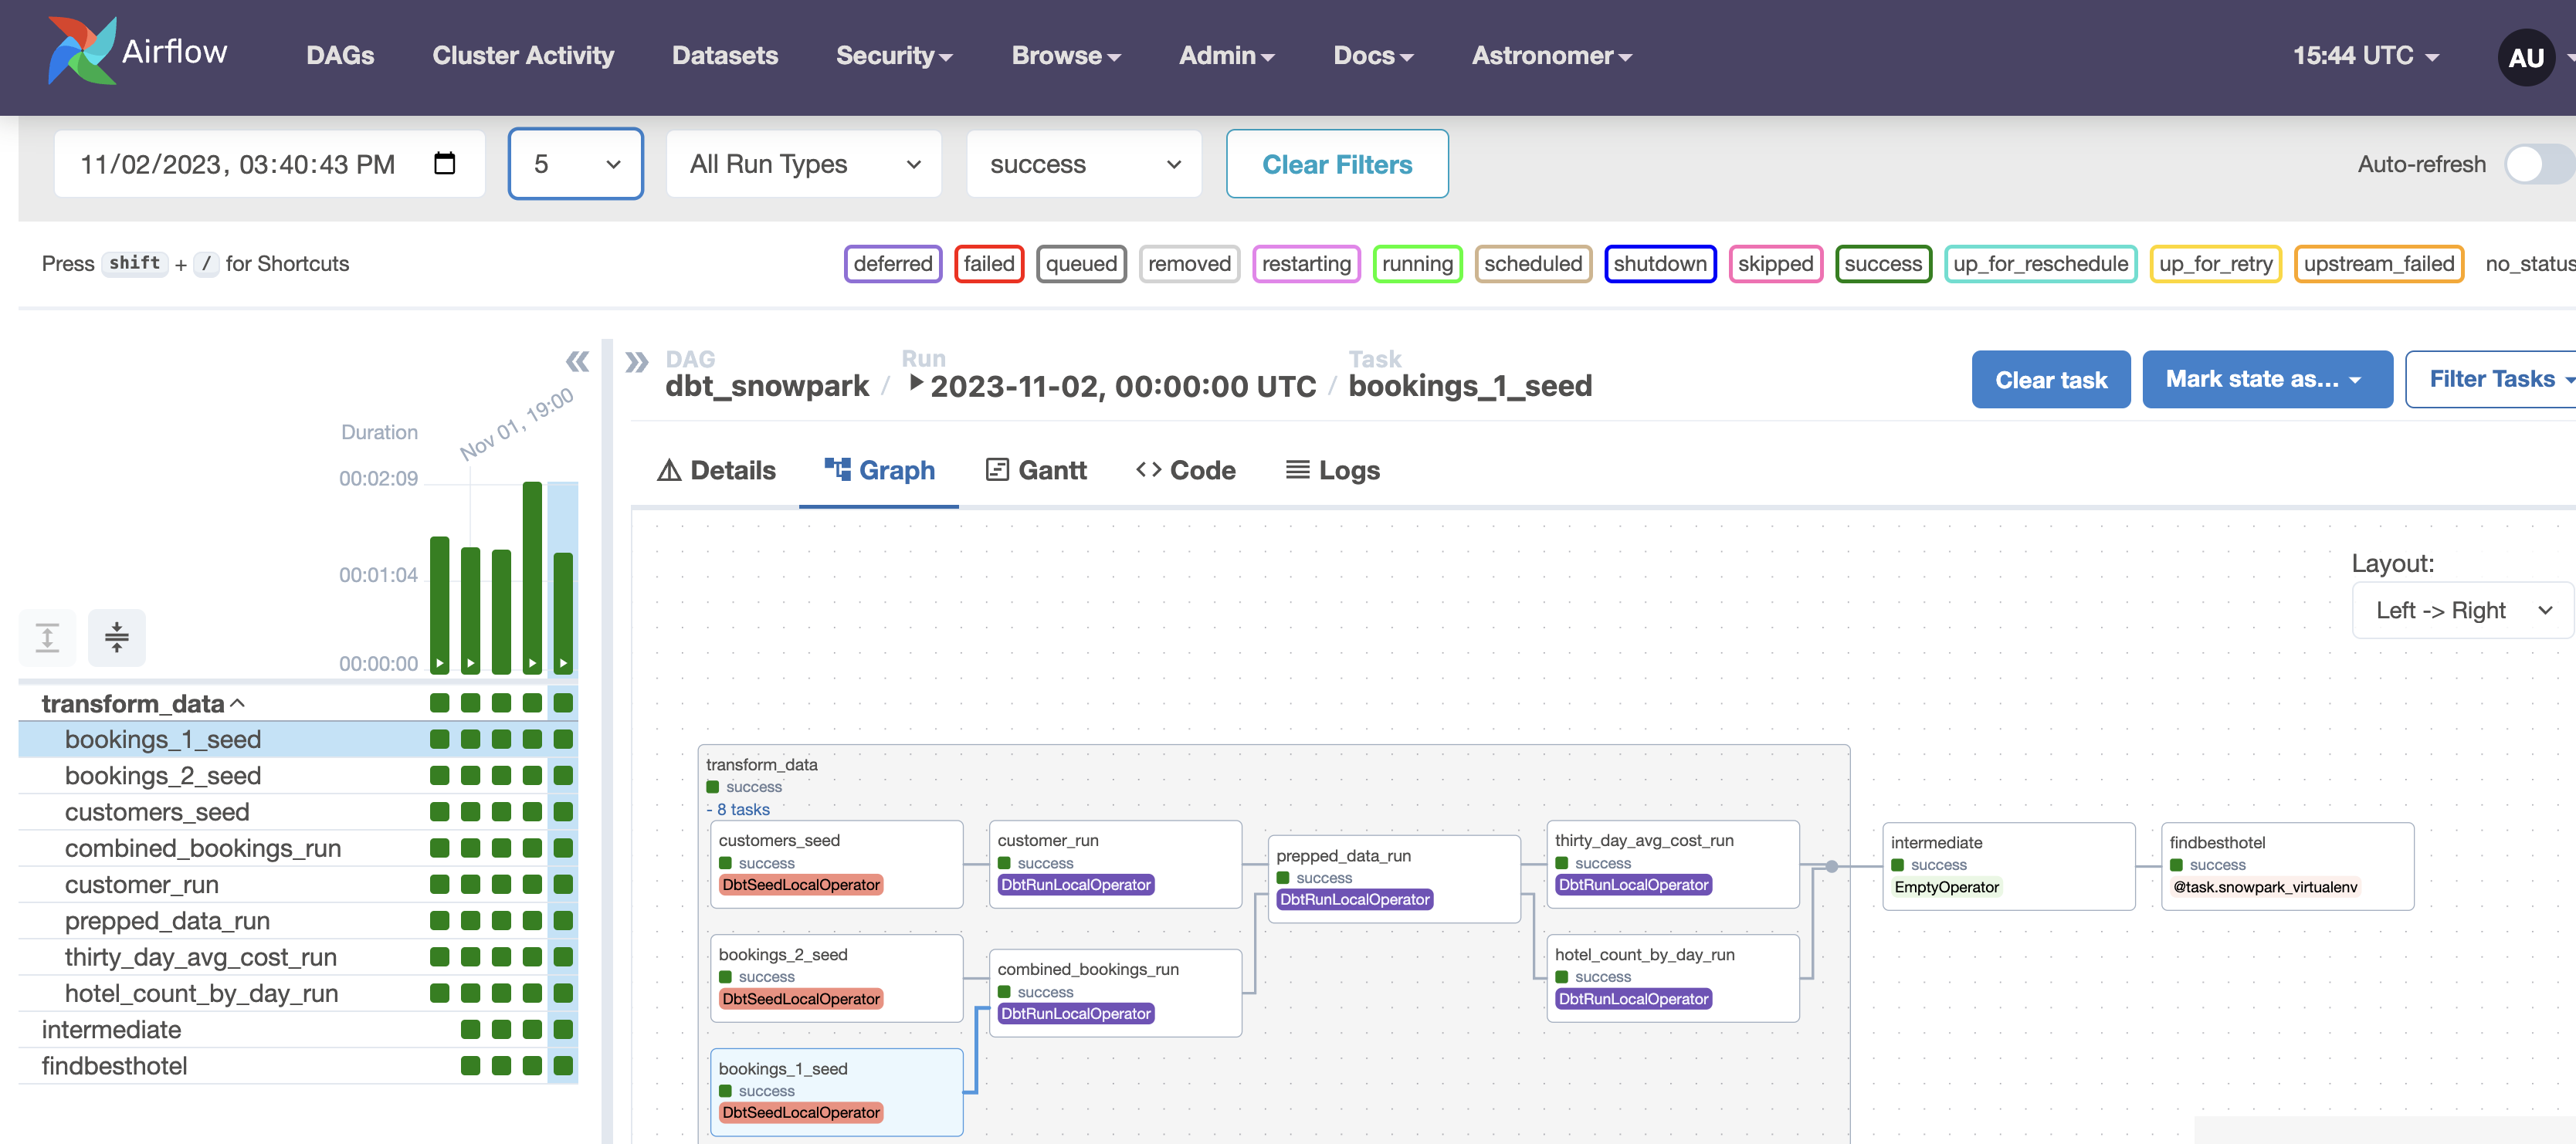 Airflow DAGs Cluster Activity Datasets Security Browse Admin Docs Astronomer 15:44 UTC AU
11/02/2023, 03:40:43 PM 5 All Run Types success Clear Filters Auto-refresh
Press shift + / for Shortcuts deferred failed queued removed restarting running scheduled shutdown skipped success up_for_reschedule up_for_retry upstream_failed no_status
DAG Run Task
dbt_snowpark / 2023-11-02, 00:00:00 UTC / bookings_1_seed
Clear task Mark state as... Filter Tasks
Details Graph Gantt Code Logs
Duration
Nov 01, 19:00
00:02:09
00:01:04
00:00:00
transform_data
bookings_1_seed
bookings_2_seed
customers_seed
combined_bookings_run
customer_run
prepped_data_run
thirty_day_avg_cost_run
hotel_count_by_day_run
intermediate
findbesthotel
Layout:
Left -> Right
transform_data
success
- 8 tasks
customers_seed
success
DbtSeedLocalOperator
customer_run
success
DbtRunLocalOperator
prepped_data_run
success
DbtRunLocalOperator
thirty_day_avg_cost_run
success
DbtRunLocalOperator
intermediate
success
EmptyOperator
findbesthotel
success
@task.snowpark_virtualenv
bookings_2_seed
success
DbtSeedLocalOperator
combined_bookings_run
success
DbtRunLocalOperator
hotel_count_by_day_run
success
DbtRunLocalOperator
bookings_1_seed
success
DbtSeedLocalOperator